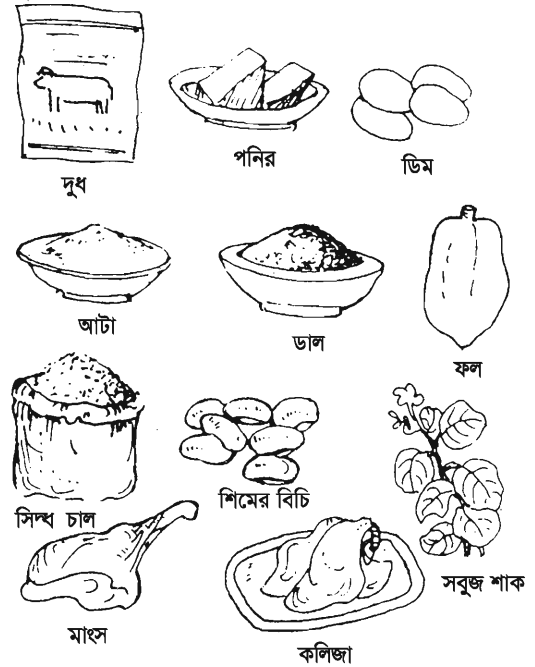 দুধ
পনির
ডিম
আটা
ডাল
ফল
সিদ্ধ চাল
শিমের বিচি
সবুজ শাক
মাংস
কলিজা